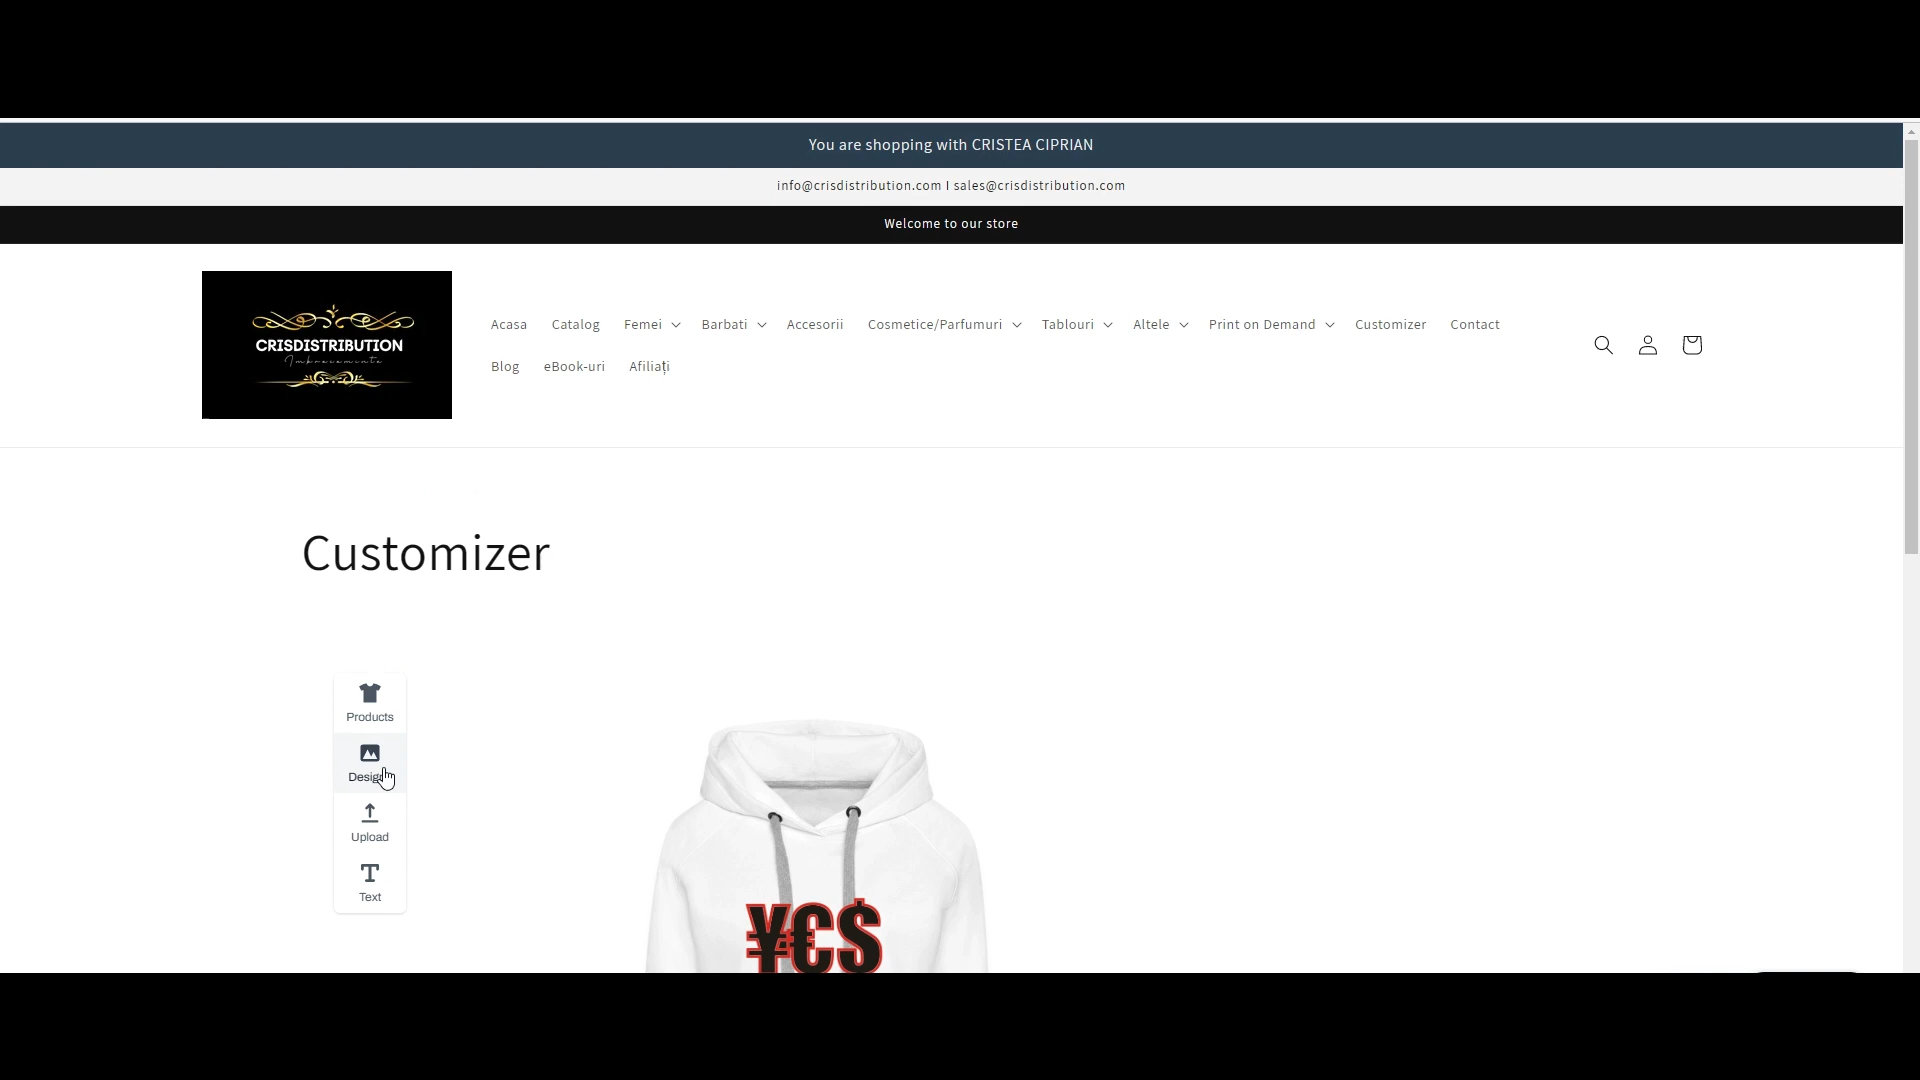 You are shopping with CRISTEA CIPRIAN
info@crisdistribution.com I sales@crisdistribution.com
Welcome to our store
CRISDISTRIBUTION
Imbracaminte
Acasa Catalog Femei Barbati Accesorii Cosmetice/Parfumuri Tablouri Altele Print on Demand Customizer Contact
Blog eBook-uri Afiliați
Customizer
Products
Design
Upload
Text
¥€$